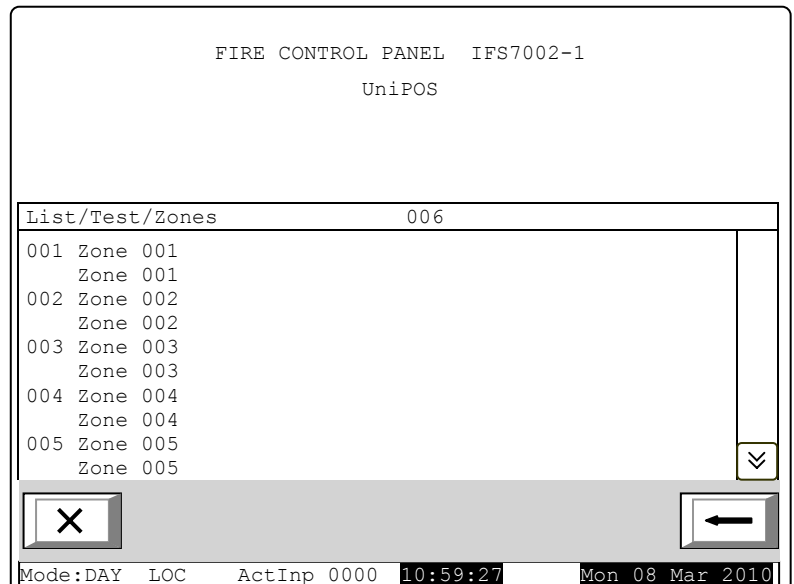 FIRE CONTROL PANEL IFS7002-1
UniPOS
List/Test/Zones 006
001 Zone 001
Zone 001
002 Zone 002
Zone 002
003 Zone 003
Zone 003
004 Zone 004
Zone 004
005 Zone 005
Zone 005
Mode:DAY LOC ActInp 0000 10:59:27 Mon 08 Mar 2010